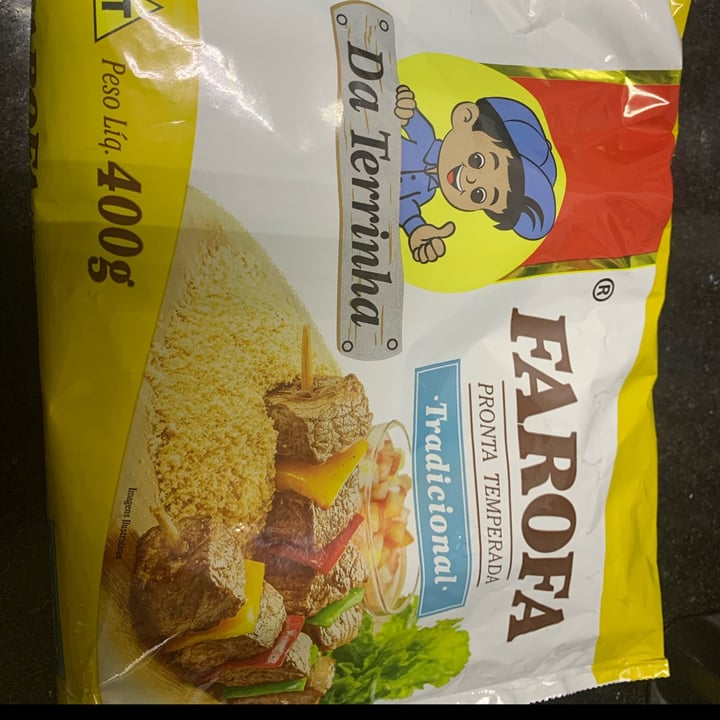 ®
FAROFA
PRONTA TEMPERADA
·Tradicional·
Da Terrinha
T
Peso Líq. 400g
Imagens Ilustrativas